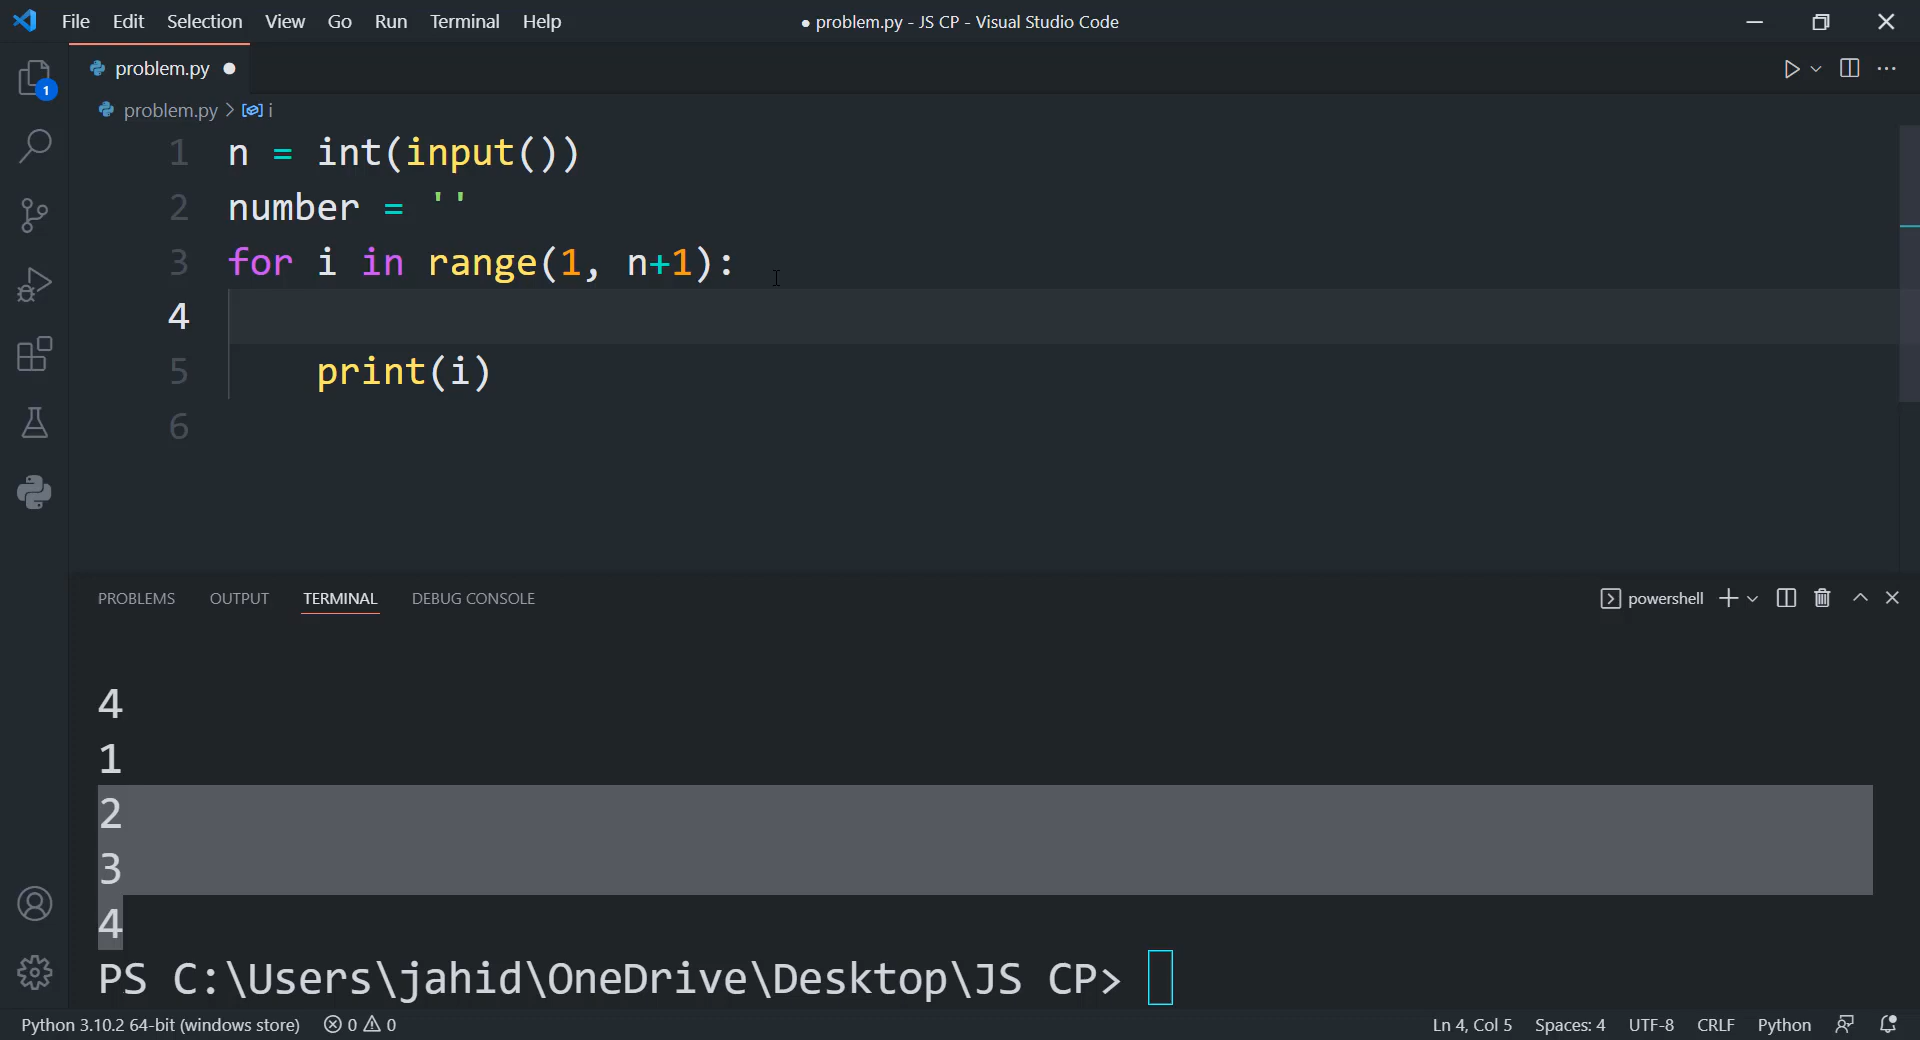 File Edit Selection View Go Run Terminal Help
● problem.py - JS CP - Visual Studio Code
problem.py ●
1
problem.py > i
1 n = int(input())
2 number = ''
3 for i in range(1, n+1):
4
5 print(i)
6
PROBLEMS OUTPUT TERMINAL DEBUG CONSOLE
powershell
4
1
2
3
4
PS C:\Users\jahid\OneDrive\Desktop\JS CP>
Python 3.10.2 64-bit (windows store) 0 0
Ln 4, Col 5 Spaces: 4 UTF-8 CRLF Python